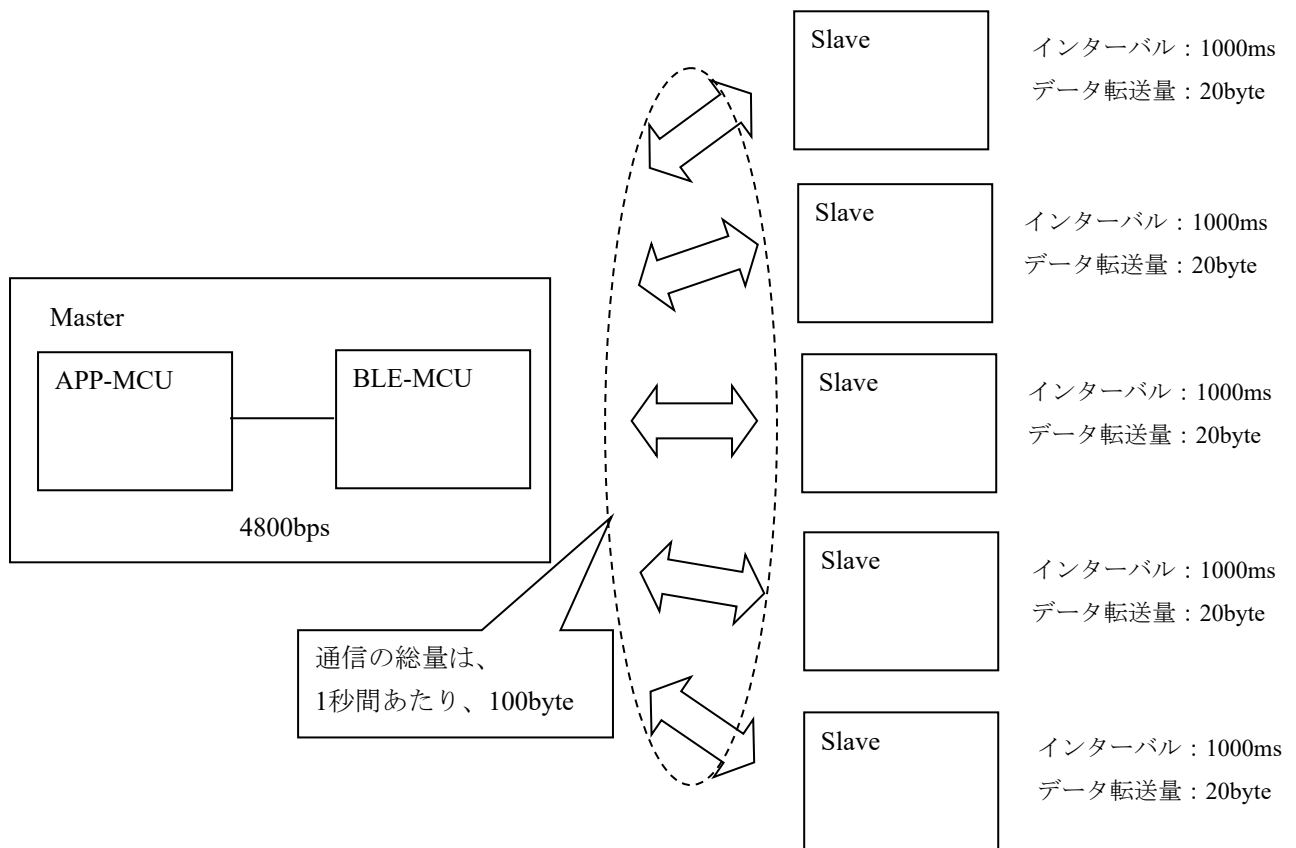 Slave
インターバル：1000ms
データ転送量：20byte
Slave
インターバル：1000ms
データ転送量：20byte
Master
APP-MCU
BLE-MCU
4800bps
Slave
インターバル：1000ms
データ転送量：20byte
Slave
インターバル：1000ms
データ転送量：20byte
通信の総量は、
1秒間あたり、100byte
Slave
インターバル：1000ms
データ転送量：20byte